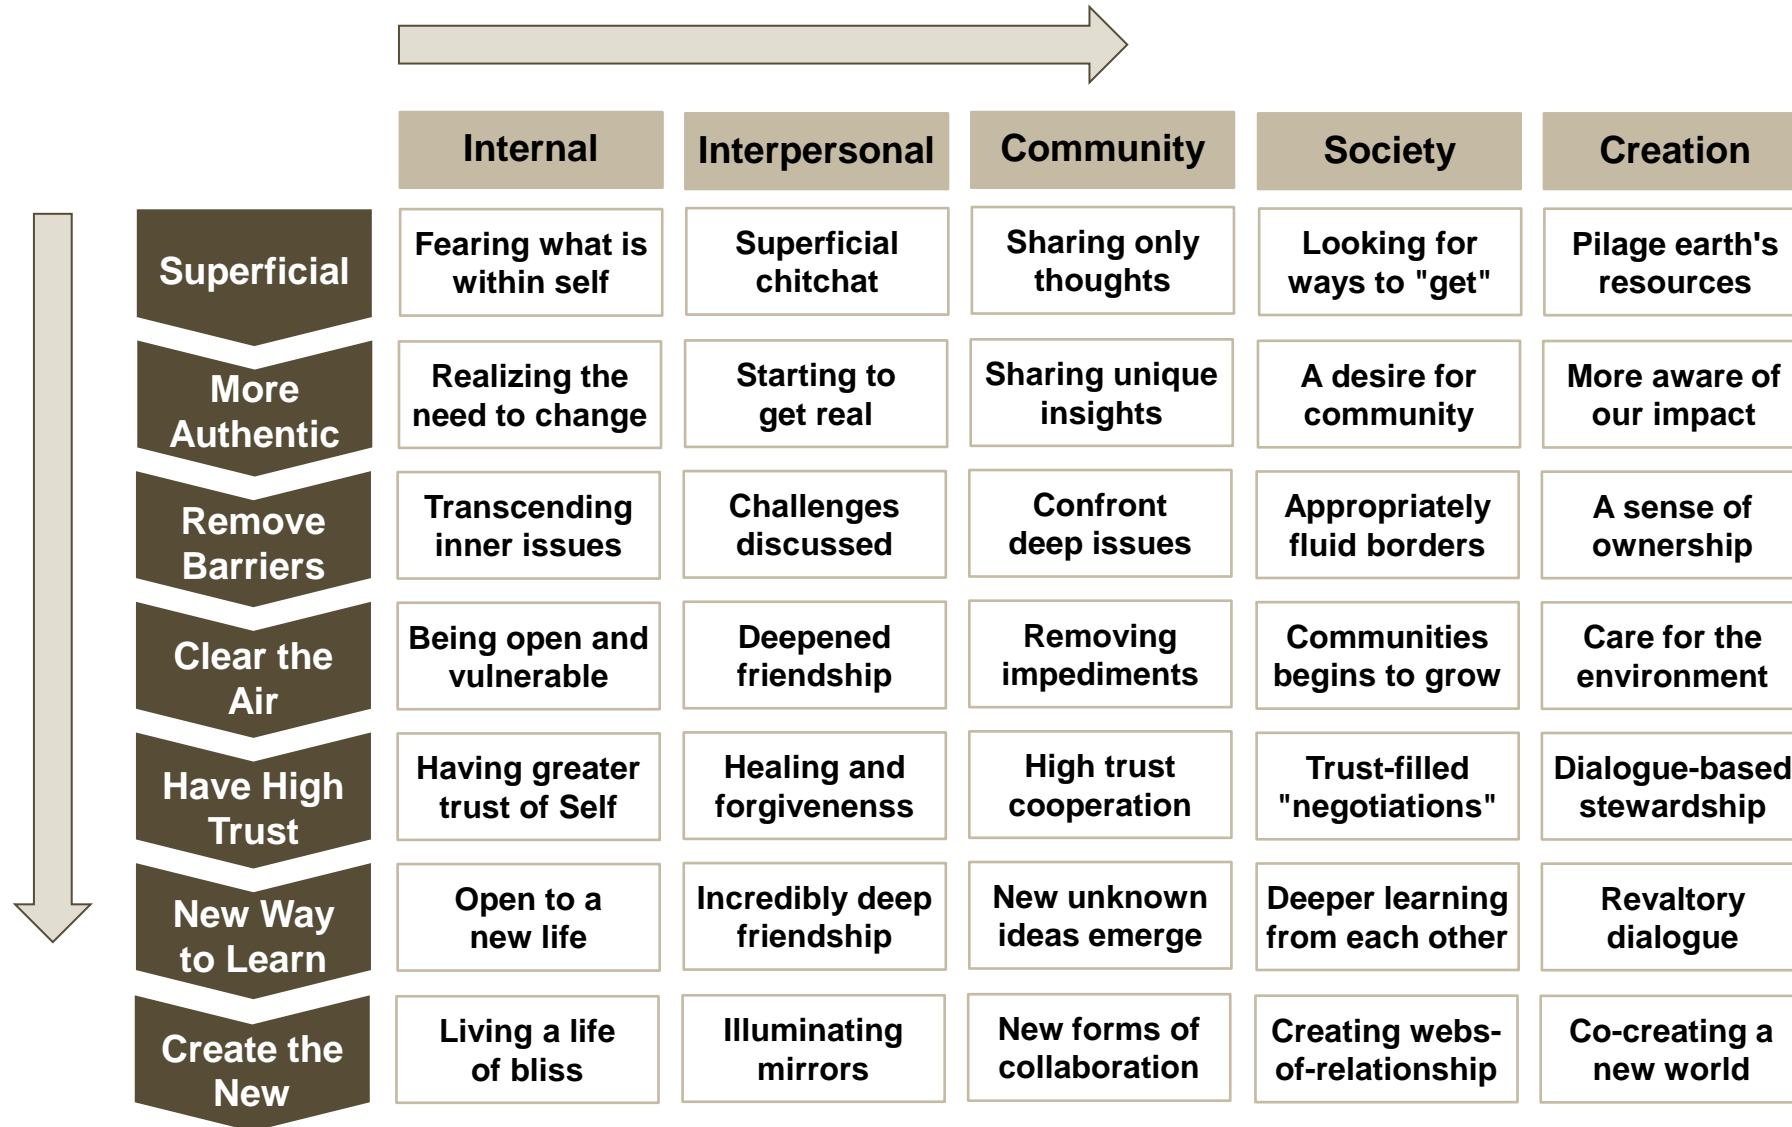 Internal
Interpersonal
Community
Society
Creation
Superficial
Fearing what is
within self
Superficial
chitchat
Sharing only
thoughts
Looking for
ways to "get"
Pilage earth's
resources
More
Authentic
Realizing the
need to change
Starting to
get real
Sharing unique
insights
A desire for
community
More aware of
our impact
Remove
Barriers
Transcending
inner issues
Challenges
discussed
Confront
deep issues
Appropriately
fluid borders
A sense of
ownership
Clear the
Air
Being open and
vulnerable
Deepened
friendship
Removing
impediments
Communities
begins to grow
Care for the
environment
Have High
Trust
Having greater
trust of Self
Healing and
forgivenenss
High trust
cooperation
Trust-filled
"negotiations"
Dialogue-based
stewardship
New Way
to Learn
Open to a
new life
Incredibly deep
friendship
New unknown
ideas emerge
Deeper learning
from each other
Revaltory
dialogue
Create the
New
Living a life
of bliss
Illuminating
mirrors
New forms of
collaboration
Creating webs-
of-relationship
Co-creating a
new world